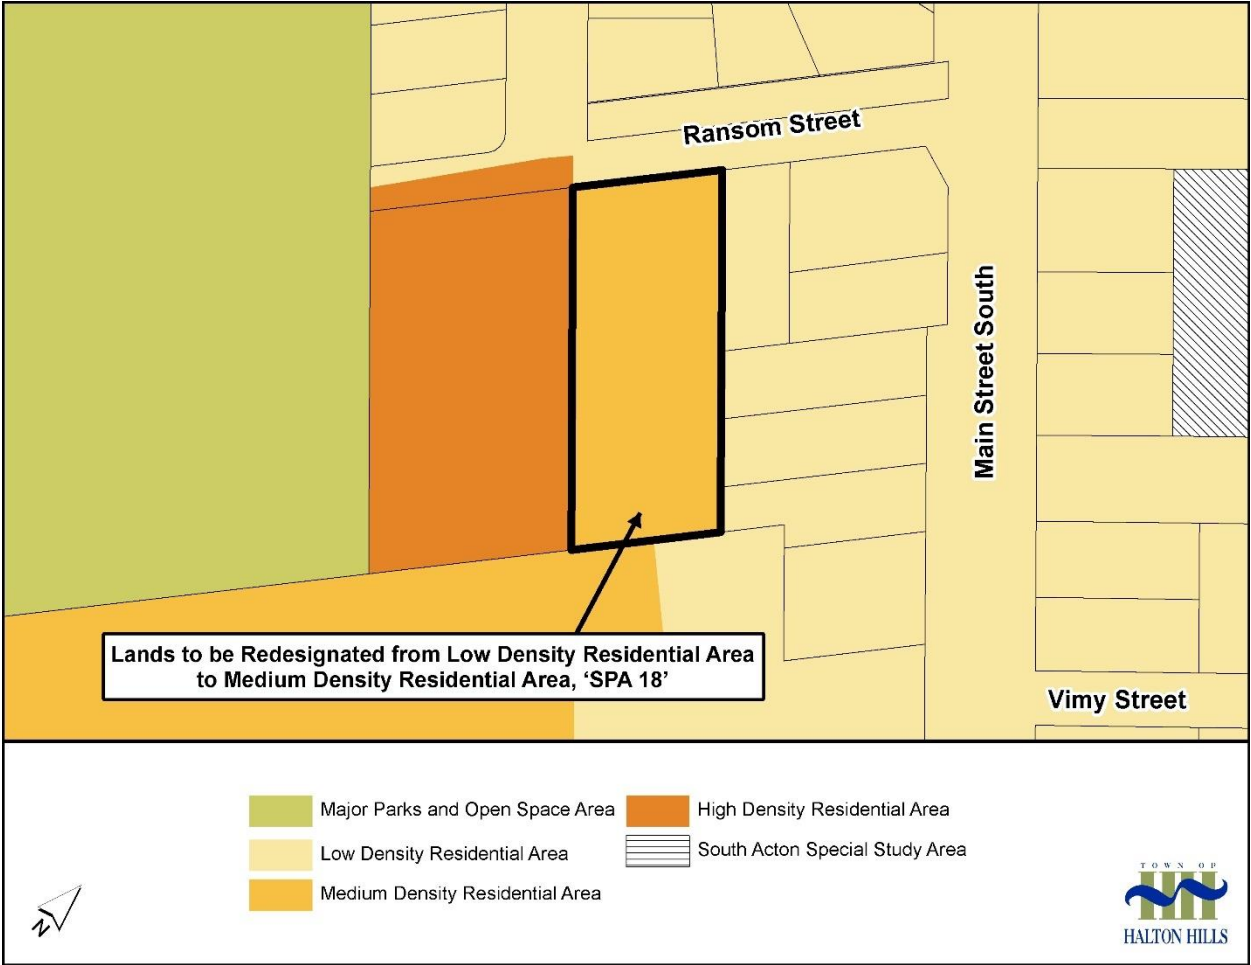 Ransom Street
Main Street South
Lands to be Redesignated from Low Density Residential Area
to Medium Density Residential Area, ‘SPA 18’
Vimy Street
Major Parks and Open Space Area
Low Density Residential Area
Medium Density Residential Area
High Density Residential Area
South Acton Special Study Area
N
TOWN OF
HALTON HILLS